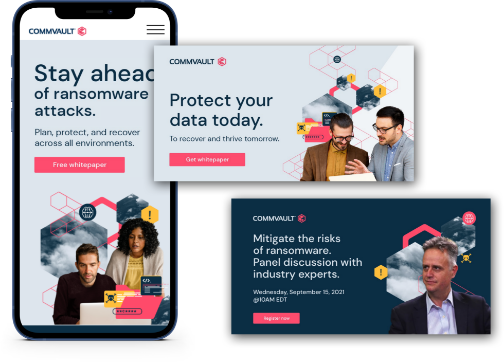 COMMVAULT
Stay ahead
of ransomware
attacks.
Plan, protect, and recover
across all environments.
Free whitepaper
COMMVAULT
Protect your
data today.
To recover and thrive tomorrow.
Get whitepaper
COMMVAULT
Mitigate the risks
of ransomware.
Panel discussion with
industry experts.
Wednesday, September 15, 2021
@10AM EDT
Register now